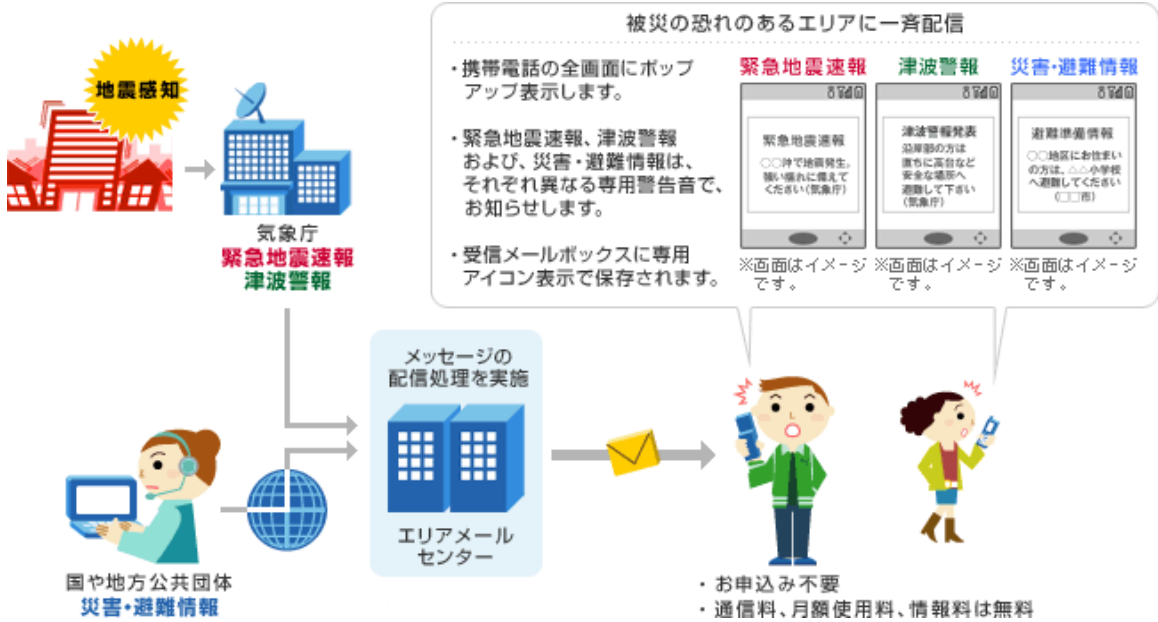 被災の恐れのあるエリアに一斉配信
・携帯電話の全画面にポップ
アップ表示します。
・緊急地震速報、津波警報
および、災害・避難情報は、
それぞれ異なる専用警告音で、
お知らせします。
・受信メールボックスに専用
アイコン表示で保存されます。
緊急地震速報
緊急地震速報
○○沖で地震発生。
強い揺れに備えて
ください(気象庁)
※画面はイメージ
です。
津波警報
津波警報発表
沿岸部の方は
直ちに高台など
安全な場所へ
避難して下さい
(気象庁)
※画面はイメージ
です。
災害・避難情報
避難準備情報
○○地区にお住まい
の方は、△△小学校
へ避難してください
(□□市)
※画面はイメージ
です。
地震感知
気象庁
緊急地震速報
津波警報
メッセージの
配信処理を実施
エリアメール
センター
国や地方公共団体
災害・避難情報
・お申込み不要
・通信料、月額使用料、情報料は無料